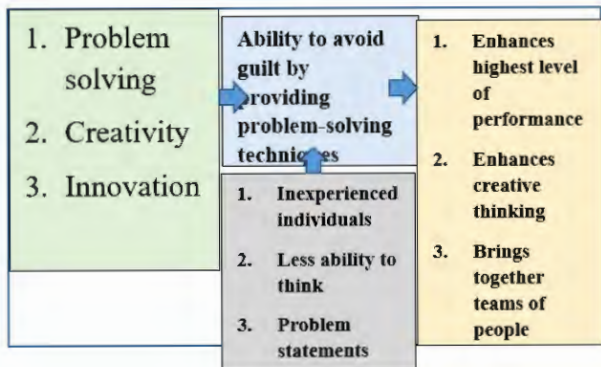 1. Problem
solving
2. Creativity
3. Innovation
Ability to avoid
guilt by
providing
problem-solving
techniques
1. Inexperienced
individuals
2. Less ability to
think
3. Problem
statements
1. Enhances
highest level
of
performance
2. Enhances
creative
thinking
3. Brings
together
teams of
people